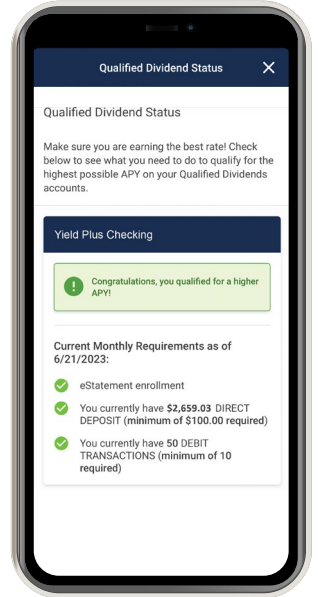 Qualified Dividend Status
Qualified Dividend Status
Make sure you are earning the best rate! Check
below to see what you need to do to qualify for the
highest possible APY on your Qualified Dividends
accounts.
Yield Plus Checking
Congratulations, you qualified for a higher
APY!
Current Monthly Requirements as of
6/21/2023:
eStatement enrollment
You currently have $2,659.03 DIRECT
DEPOSIT (minimum of $100.00 required)
You currently have 50 DEBIT
TRANSACTIONS (minimum of 10
required)